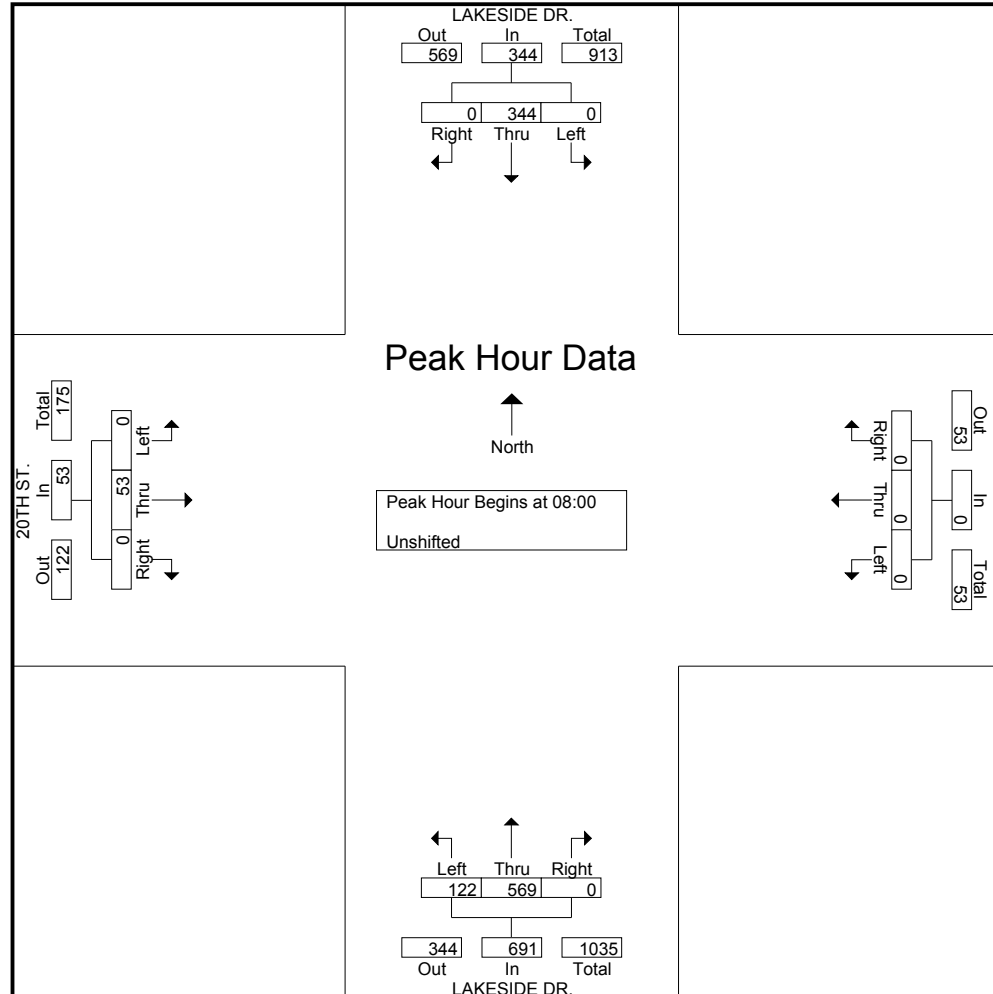 LAKESIDE DR.
Out In Total
569 344 913
0 344 0
Right Thru Left
Peak Hour Data
North
Peak Hour Begins at 08:00
Unshifted
20TH ST.
Total In Out
175 53 122
0 53 0
Left Thru Right
Right Thru Left
0 0 0
Out In Total
53 0 53
Left Thru Right
122 569 0
344 691 1035
Out In Total
LAKESIDE DR.